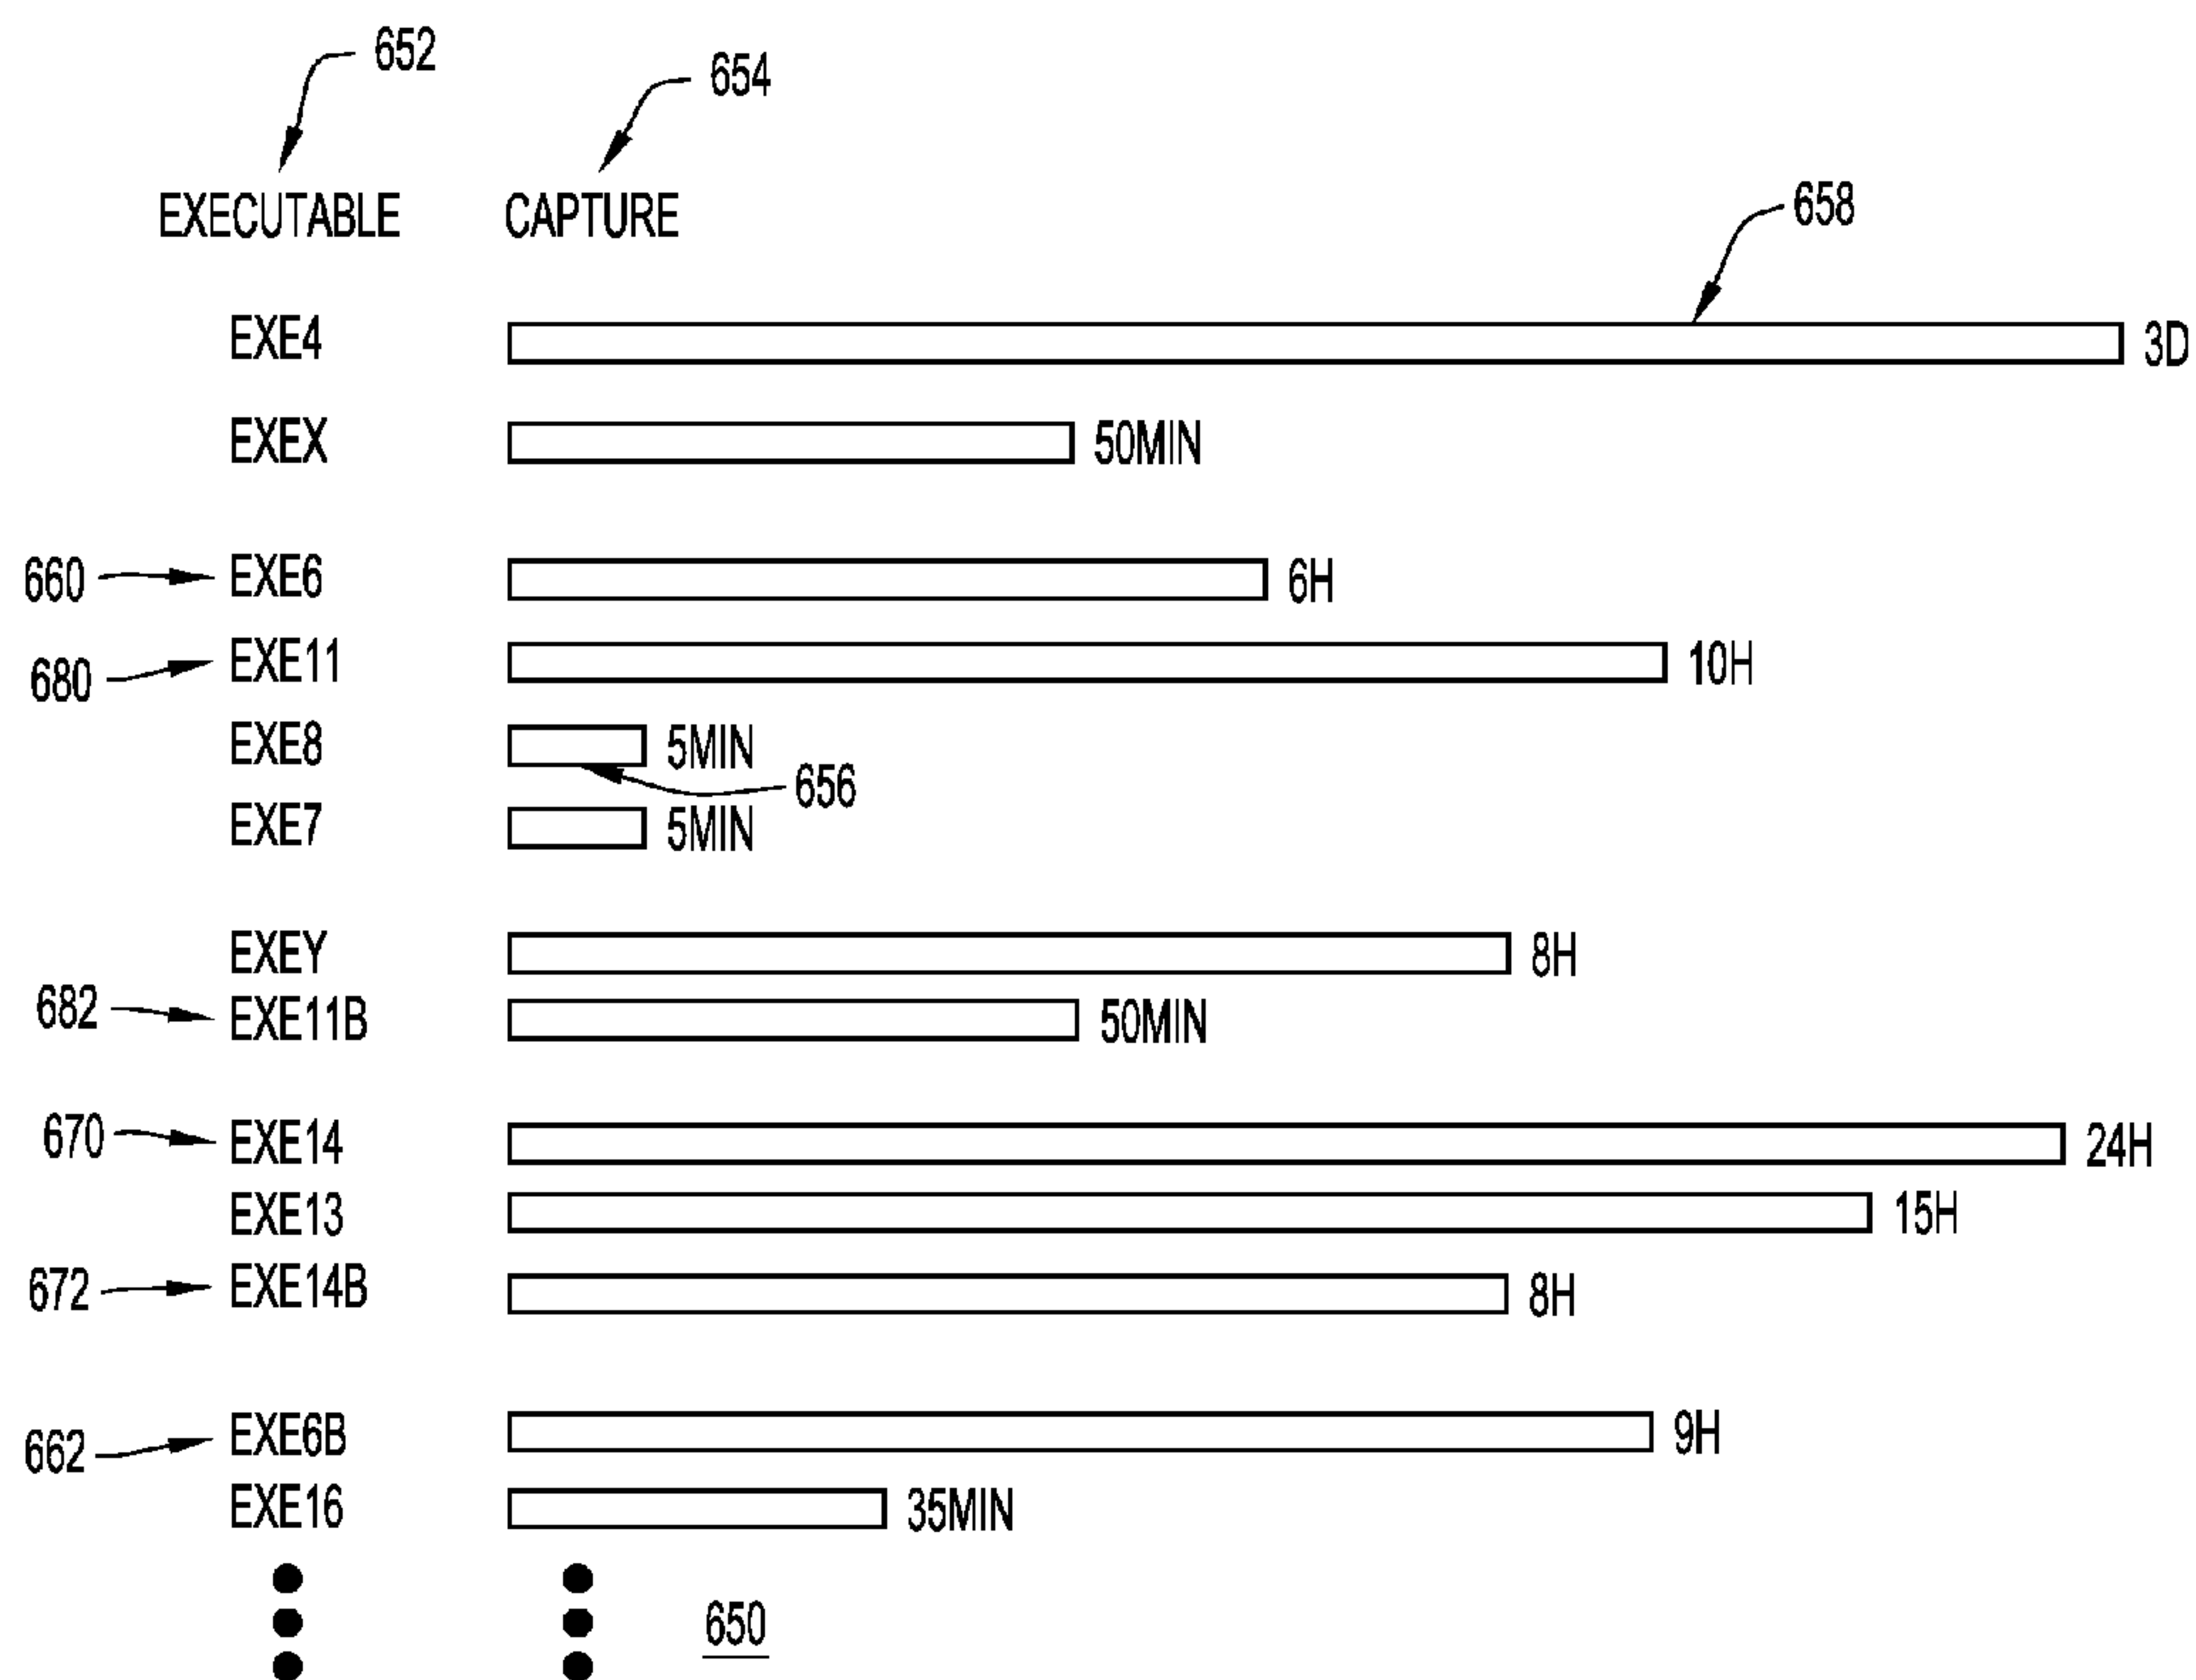 652
654
EXECUTABLE CAPTURE
658
EXE4 3D
EXEX 50MIN
660 EXE6 6H
680 EXE11 10H
EXE8 5MIN
656
EXE7 5MIN
EXEY 8H
682 EXE11B 50MIN
670 EXE14 24H
EXE13 15H
672 EXE14B 8H
662 EXE6B 9H
EXE16 35MIN
650